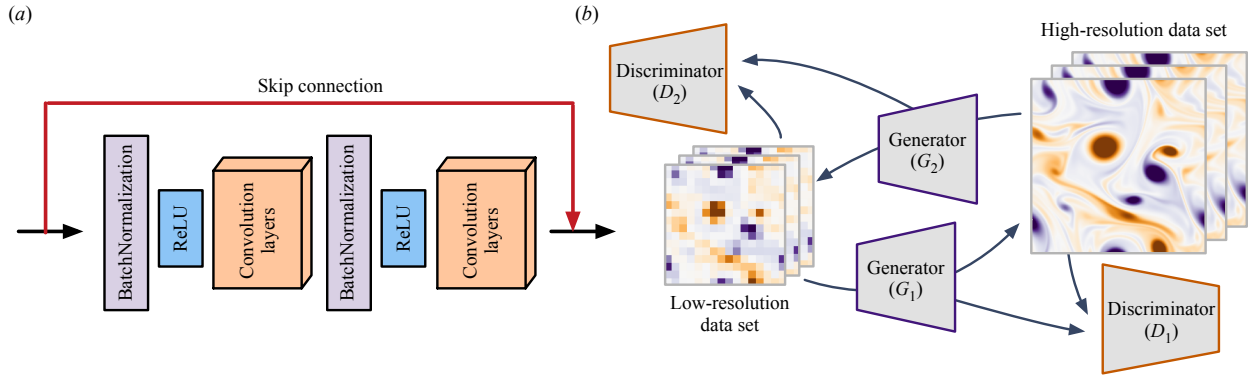 (a)
Skip connection
BatchNormalization
ReLU
Convolution
layers
BatchNormalization
ReLU
Convolution
layers
(b)
High-resolution data set
Discriminator
(D2)
Generator
(G2)
Generator
(G1)
Low-resolution
data set
Discriminator
(D1)